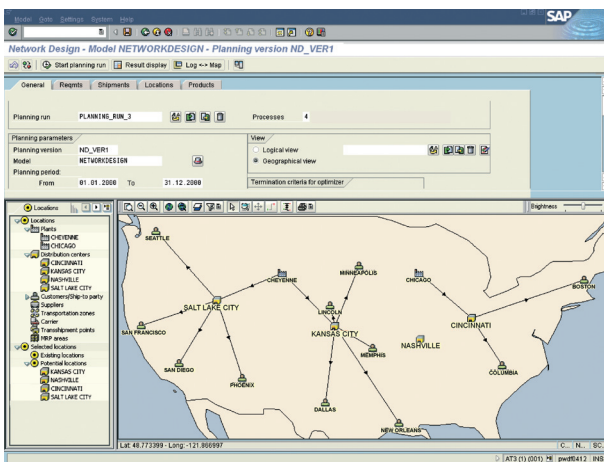 Model Goto Settings System Help
SAP
Network Design - Model NETWORKDESIGN - Planning version ND_VER1
Start planning run Result display Log <-> Map
General Reqmts Shipments Locations Products
Planning run PLANNING_RUN_3 Processes 4
Planning parameters View
Planning version ND_VER1 Logical view
Model NETWORKDESIGN Geographical view
Planning period:
From 01.01.2000 To 31.12.2000 Termination criteria for optimizer
Locations Brightness
Locations
Plants
CHEYENNE
CHICAGO
Distribution centers
CINCINNATI
KANSAS CITY
NASHVILLE
SALT LAKE CITY
Customers/Ship-to party
Suppliers
Transportation zones
Carrier
Transshipment points
MRP areas
Selected locations
Existing locations
Potential locations
KANSAS CITY
NASHVILLE
CINCINNATI
SALT LAKE CITY
SEATTLE
CHEYENNE
MINNEAPOLIS
CHICAGO
BOSTON
SALT LAKE CITY
LINCOLN
SAN FRANCISCO
KANSAS CITY
CINCINNATI
NASHVILLE
MEMPHIS
SAN DIEGO
PHOENIX
COLUMBIA
DALLAS
NEW ORLEANS
Lat: 48.773399 - Long: -121.866997 C... N... SC.
AT3 (1) (001) pwdf0412 INS